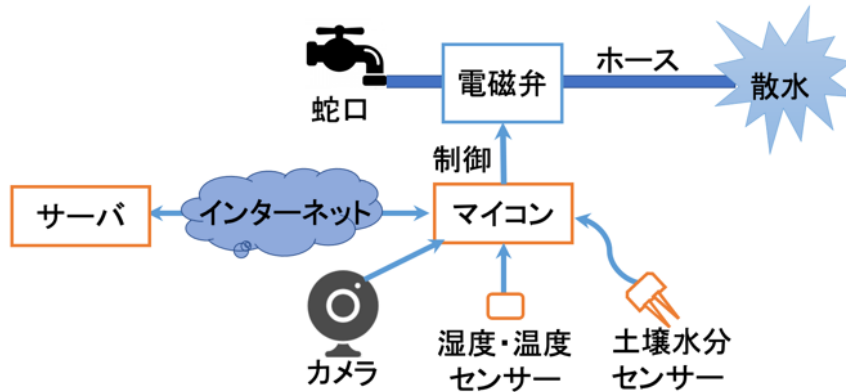 蛇口
電磁弁
ホース
散水
制御
サーバ
インターネット
マイコン
カメラ
湿度・温度
センサー
土壌水分
センサー